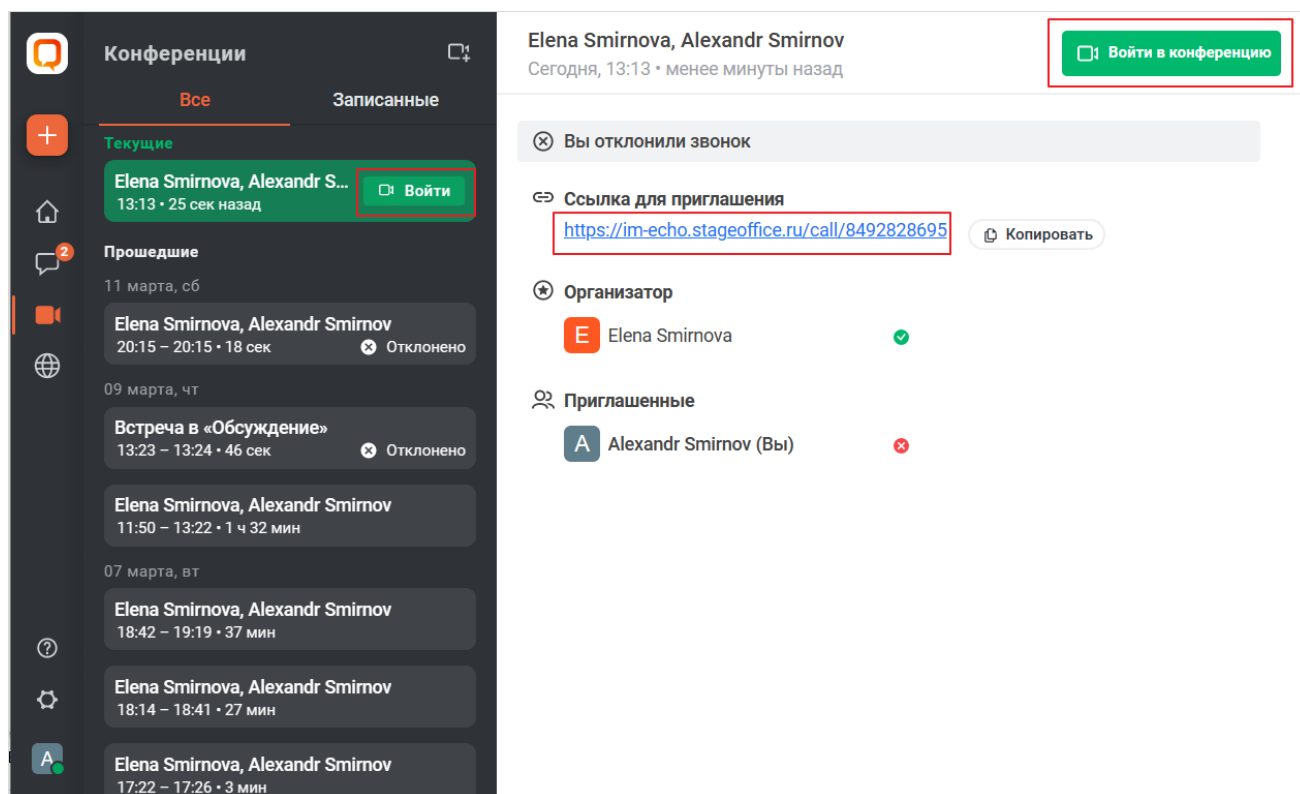 Конференции
Все
Записанные
Текущие
Elena Smirnova, Alexandr S...
13:13 • 25 сек назад
Войти
Прошедшие
11 марта, сб
Elena Smirnova, Alexandr Smirnov
20:15 – 20:15 • 18 сек
Отклонено
09 марта, чт
Встреча в «Обсуждение»
13:23 – 13:24 • 46 сек
Отклонено
Elena Smirnova, Alexandr Smirnov
11:50 – 13:22 • 1 ч 32 мин
07 марта, вт
Elena Smirnova, Alexandr Smirnov
18:42 – 19:19 • 37 мин
Elena Smirnova, Alexandr Smirnov
18:14 – 18:41 • 27 мин
Elena Smirnova, Alexandr Smirnov
17:22 – 17:26 • 3 мин
2
A
Elena Smirnova, Alexandr Smirnov
Сегодня, 13:13 • менее минуты назад
Войти в конференцию
Вы отклонили звонок
Ссылка для приглашения
https://im-echo.stageoffice.ru/call/8492828695
Копировать
Организатор
E Elena Smirnova
Приглашенные
A Alexandr Smirnov (Вы)